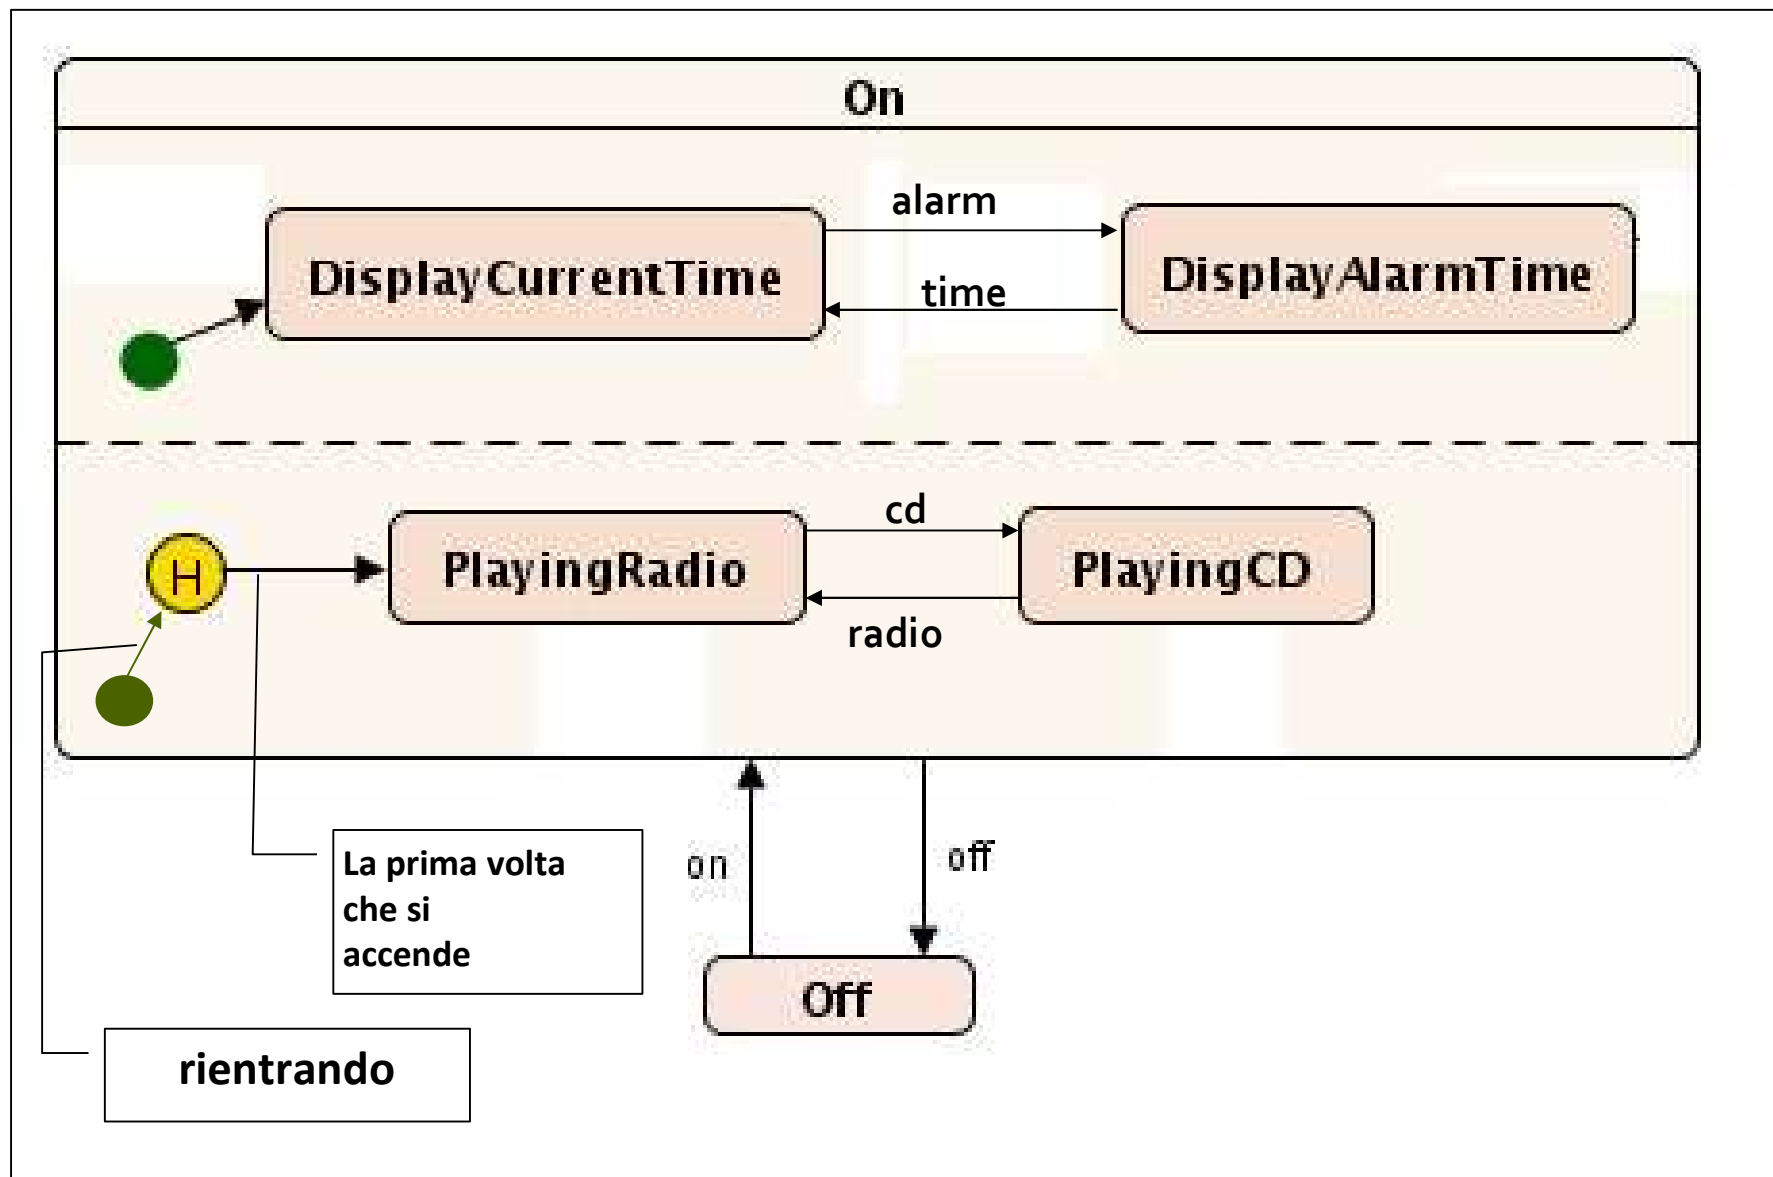 On
alarm
DisplayCurrentTime
DisplayAlarmTime
time
cd
H
PlayingRadio
PlayingCD
radio
La prima volta
che si
accende
on
off
Off
rientrando